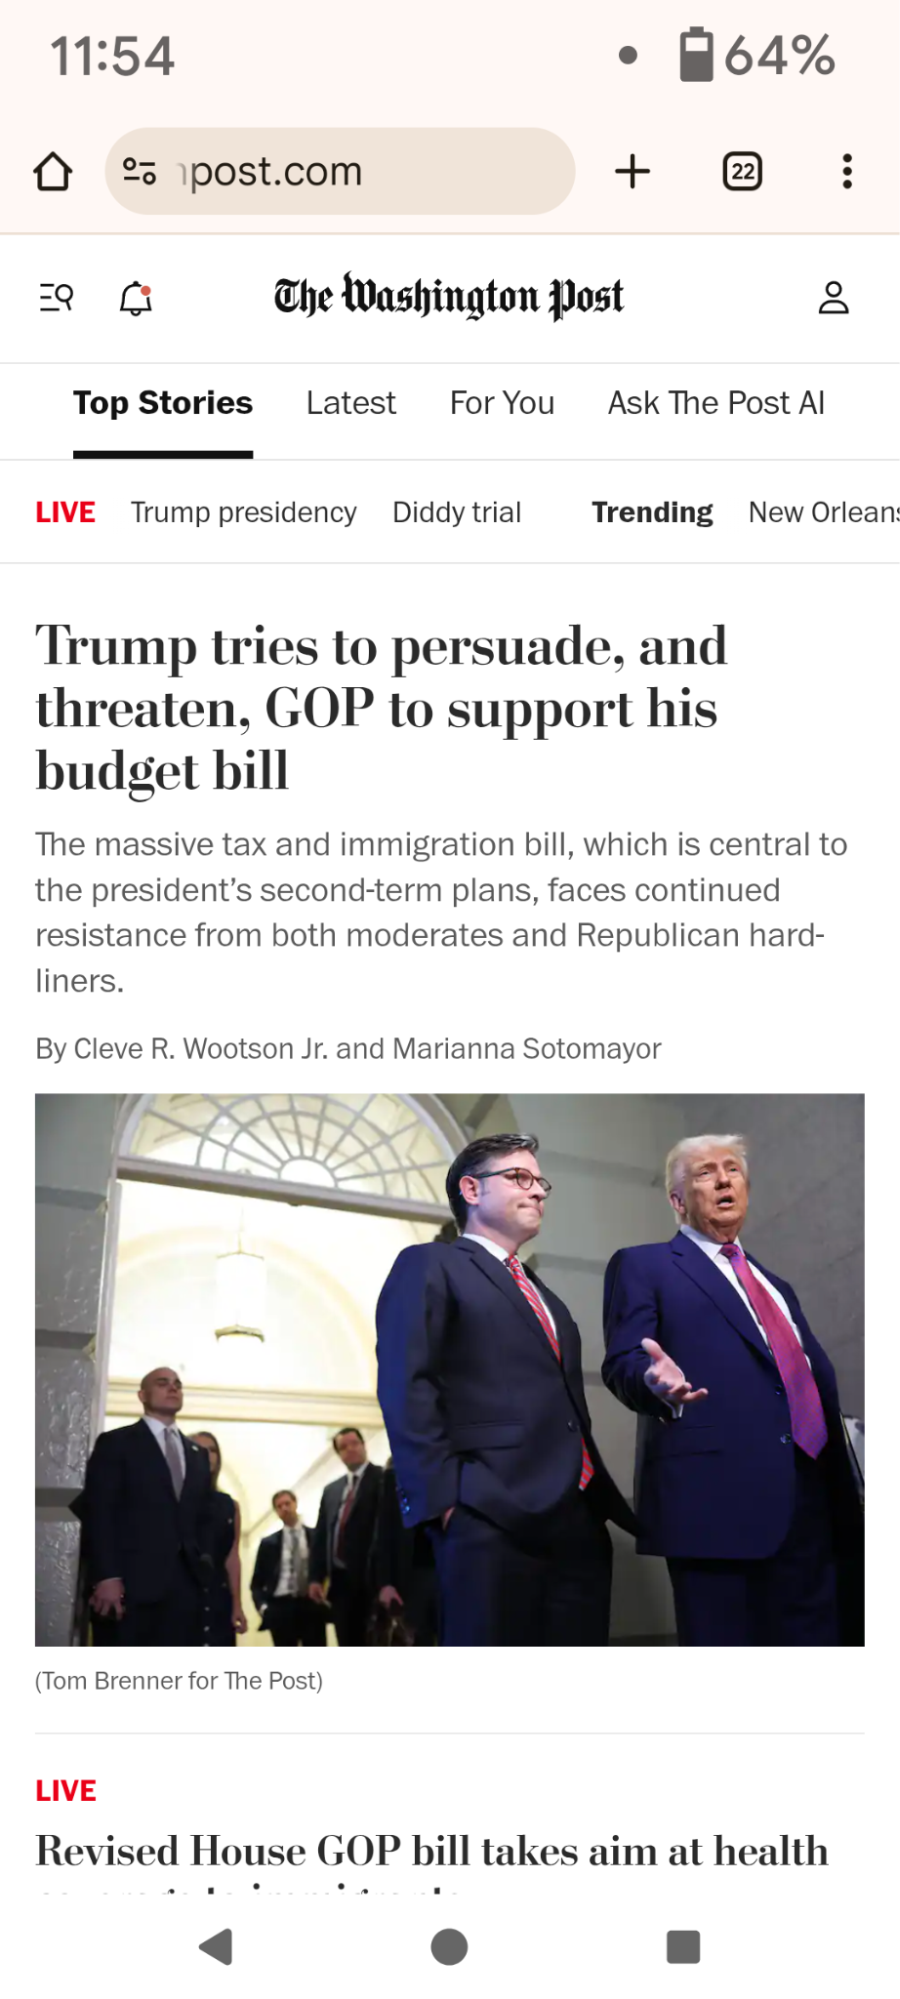 11:54
64%
post.com
22
The Washington Post
Top Stories
Latest
For You
Ask The Post AI
LIVE
Trump presidency
Diddy trial
Trending
New Orleans
Trump tries to persuade, and
threaten, GOP to support his
budget bill
The massive tax and immigration bill, which is central to
the president’s second-term plans, faces continued
resistance from both moderates and Republican hard-
liners.
By Cleve R. Wootson Jr. and Marianna Sotomayor
(Tom Brenner for The Post)
LIVE
Revised House GOP bill takes aim at health